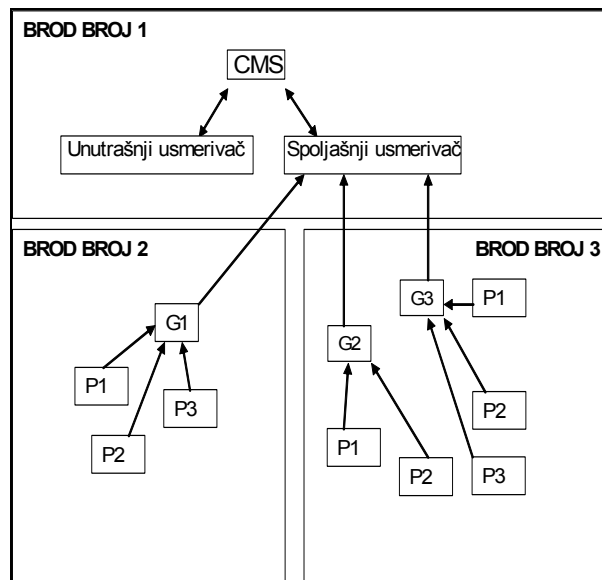 BROD BROJ 1
CMS
Unutrašnji usmerivač
Spoljašnji usmerivač
BROD BROJ 2
G1
P1
P3
P2
BROD BROJ 3
G3
P1
G2
P2
P1
P2
P3